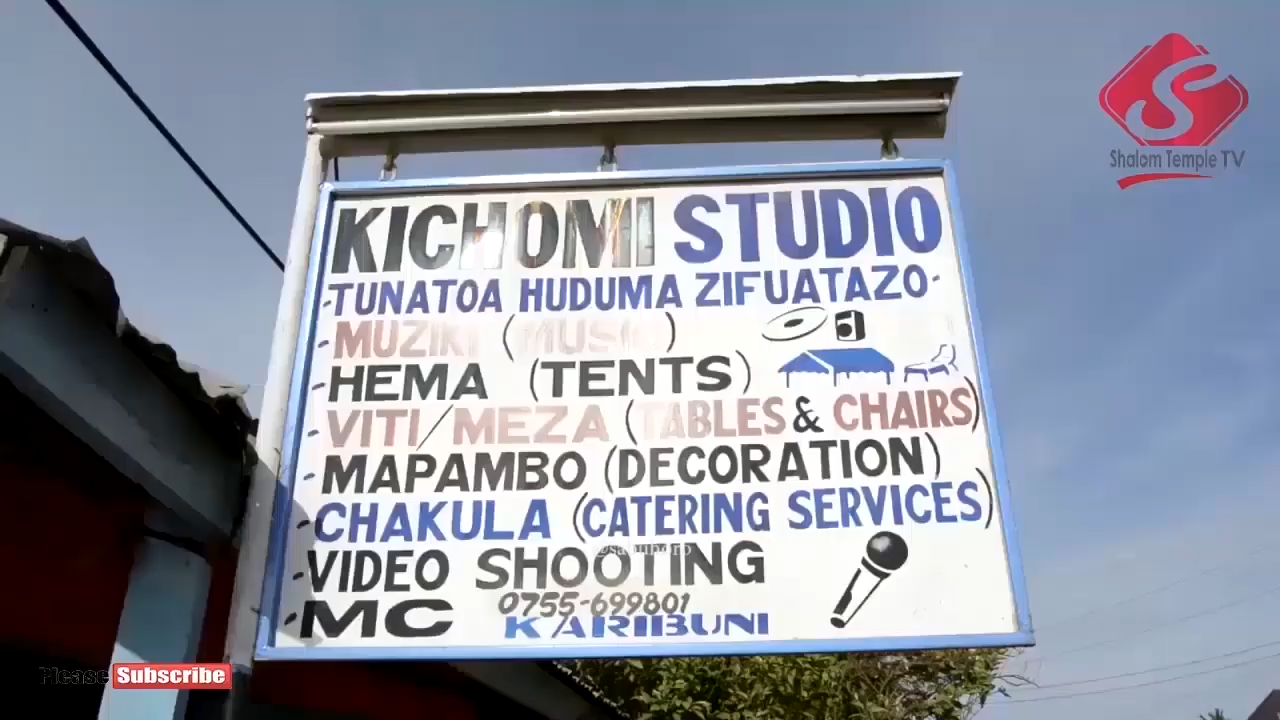 Shalom Temple TV
KICHOMI STUDIO
-TUNATOA HUDUMA ZIFUATAZO-
-MUZIKI (MUSIC)
-HEMA (TENTS)
-VITI/MEZA (TABLES & CHAIRS)
-MAPAMBO (DECORATION)
-CHAKULA (CATERING SERVICES)
-VIDEO SHOOTING
-MC 0755-699801
KARIBUNI
Please Subscribe